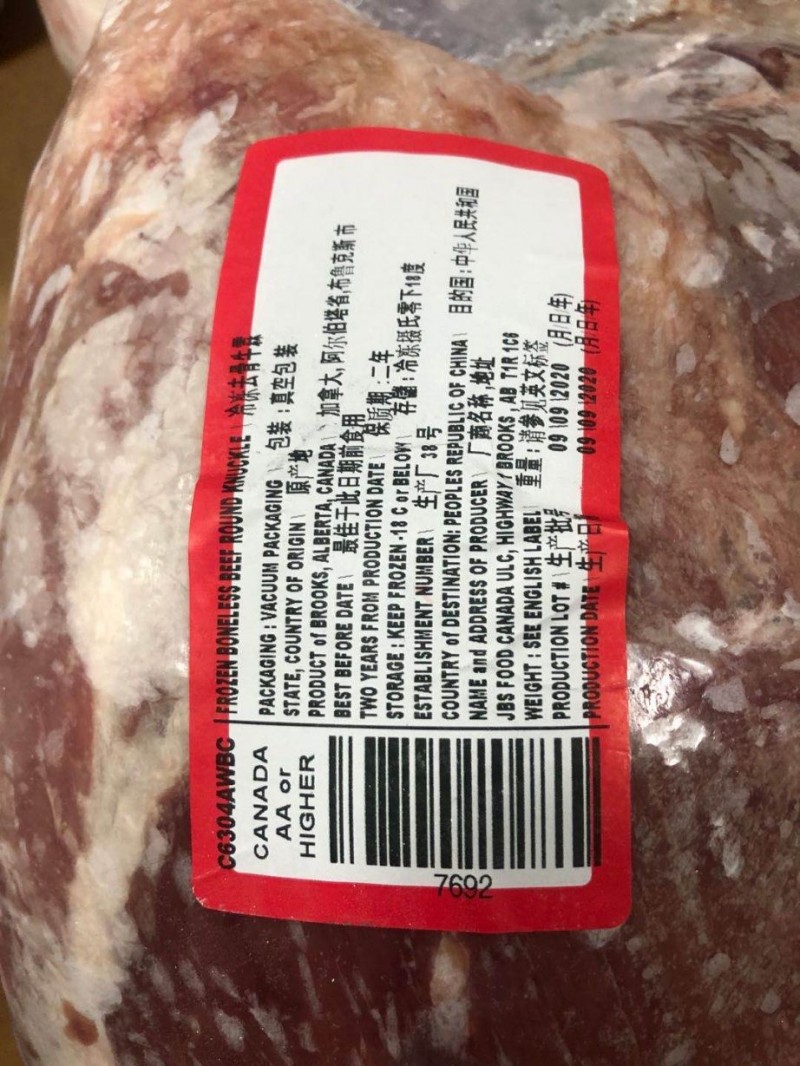 C6304AWBC
CANADA
AA or
HIGHER
7692
FROZEN BONELESS BEEF ROUND KNUCKLE \ 冷冻去骨牛霖
PACKAGING : VACUUM PACKAGING \ 包装 : 真空包装
STATE, COUNTRY OF ORIGIN \ 原产地
PRODUCT of BROOKS, ALBERTA, CANADA \ 加拿大, 阿尔伯塔省, 布鲁克斯市
BEST BEFORE DATE \ 最佳于此日期前食用
TWO YEARS FROM PRODUCTION DATE \ 保质期 : 二年
STORAGE : KEEP FROZEN -18 C or BELOW \ 存储 : 冷冻摄氏零下18度
ESTABLISHMENT NUMBER \ 生产厂 38 号
COUNTRY of DESTINATION: PEOPLES REPUBLIC OF CHINA \ 目的国 : 中华人民共和国
NAME and ADDRESS OF PRODUCER \ 厂商名称, 地址
JBS FOOD CANADA ULC, HIGHWAY 1 BROOKS, AB T1R 1C6
WEIGHT : SEE ENGLISH LABEL \ 重量 : 请参见英文标签
PRODUCTION LOT # \ 生产批号 09 \09 \2020 (月/日/年)
PRODUCTION DATE \ 生产日 09 \09 \2020 (月/日/年)